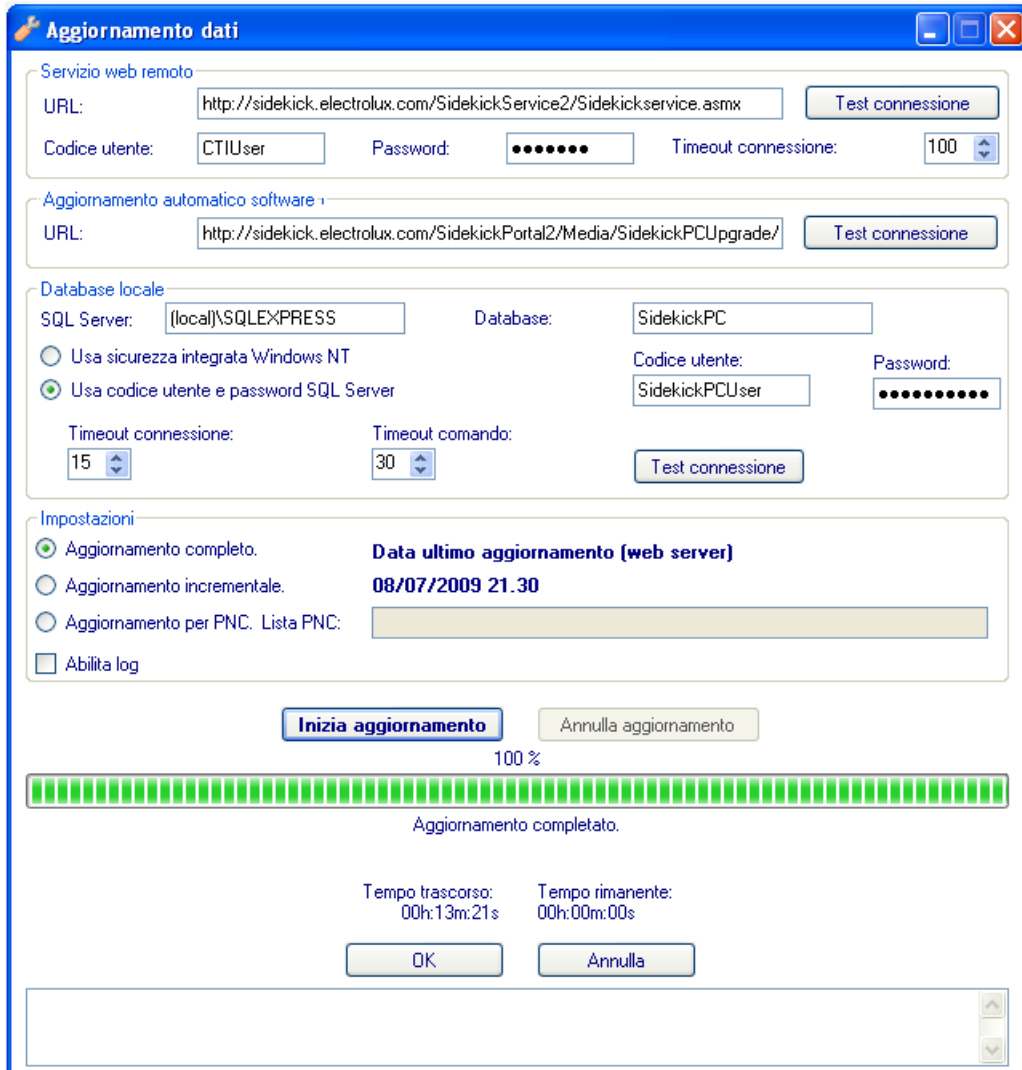 Aggiornamento dati
Servizio web remoto
URL: http://sidekick.electrolux.com/SidekickService2/Sidekickservice.asmx Test connessione
Codice utente: CTIUser Password: ●●●●●●● Timeout connessione: 100
Aggiornamento automatico software
URL: http://sidekick.electrolux.com/SidekickPortal2/Media/SidekickPCUpgrade/ Test connessione
Database locale
SQL Server: (local)\SQLEXPRESS Database: SidekickPC
Usa sicurezza integrata Windows NT Codice utente: Password:
Usa codice utente e password SQL Server SidekickPCUser ●●●●●●●●●●
Timeout connessione: Timeout comando:
15 30 Test connessione
Impostazioni
Aggiornamento completo. Data ultimo aggiornamento (web server)
Aggiornamento incrementale. 08/07/2009 21.30
Aggiornamento per PNC. Lista PNC:
Abilita log
Inizia aggiornamento Annulla aggiornamento
100 %
Aggiornamento completato.
Tempo trascorso: Tempo rimanente:
00h:13m:21s 00h:00m:00s
OK Annulla